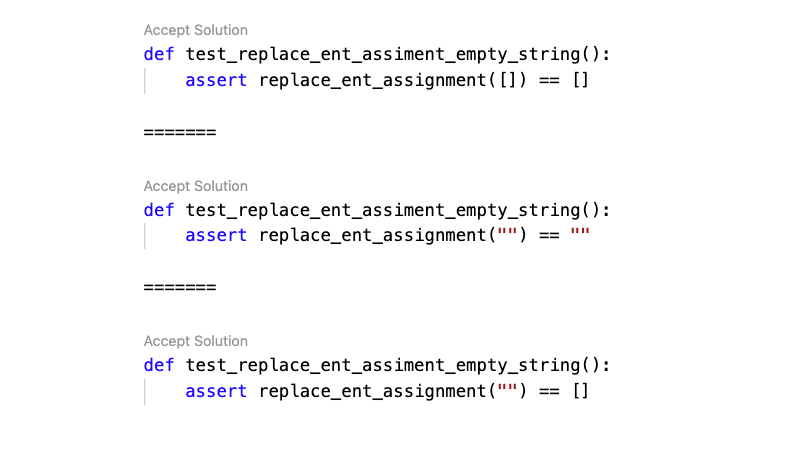 Accept Solution
def test_replace_ent_assiment_empty_string():
    assert replace_ent_assignment([]) == []
=======
Accept Solution
def test_replace_ent_assiment_empty_string():
    assert replace_ent_assignment("") == ""
=======
Accept Solution
def test_replace_ent_assiment_empty_string():
    assert replace_ent_assignment("") == []